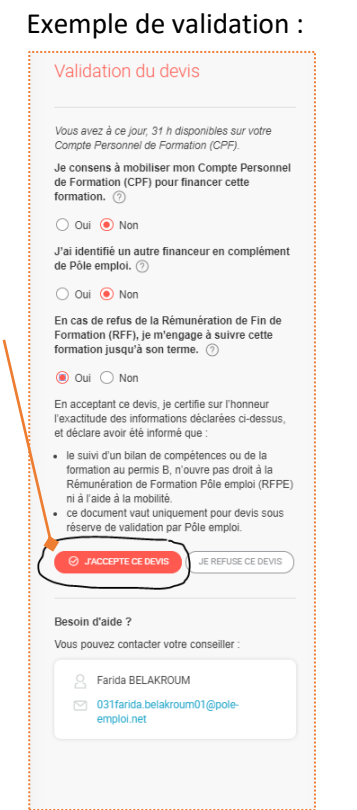 Exemple de validation :
Validation du devis
Vous avez à ce jour, 31 h disponibles sur votre
Compte Personnel de Formation (CPF).
Je consens à mobiliser mon Compte Personnel
de Formation (CPF) pour financer cette
formation. ?
Oui Non
J'ai identifié un autre financeur en complément
de Pôle emploi. ?
Oui Non
En cas de refus de la Rémunération de Fin de
Formation (RFF), je m'engage à suivre cette
formation jusqu'à son terme. ?
Oui Non
En acceptant ce devis, je certifie sur l'honneur
l'exactitude des informations déclarées ci-dessus,
et déclare avoir été informé que :
• le suivi d'un bilan de compétences ou de la
formation au permis B, n'ouvre pas droit à la
Rémunération de Formation Pôle emploi (RFPE)
ni à l'aide à la mobilité.
• ce document vaut uniquement pour devis sous
réserve de validation par Pôle emploi.
J'ACCEPTE CE DEVIS JE REFUSE CE DEVIS
Besoin d'aide ?
Vous pouvez contacter votre conseiller :
Farida BELAKROUM
031farida.belakroum01@pole-
emploi.net